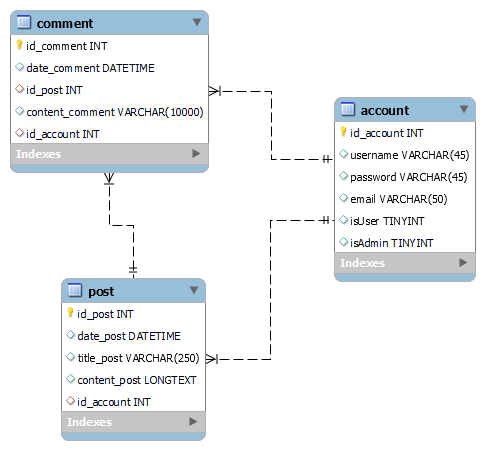 comment
id_comment INT
date_comment DATETIME
id_post INT
content_comment VARCHAR(10000)
id_account INT
Indexes
account
id_account INT
username VARCHAR(45)
password VARCHAR(45)
email VARCHAR(50)
isUser TINYINT
isAdmin TINYINT
Indexes
post
id_post INT
date_post DATETIME
title_post VARCHAR(250)
content_post LONGTEXT
id_account INT
Indexes